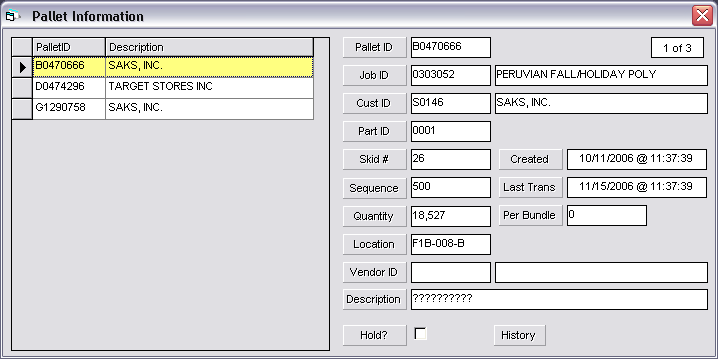 Pallet Information
PalletID Description
B0470666 SAKS, INC.
D0474296 TARGET STORES INC
G1290758 SAKS, INC.
Pallet ID B0470666 1 of 3
Job ID 0303052 PERUVIAN FALL/HOLIDAY POLY
Cust ID S0146 SAKS, INC.
Part ID 0001
Skid # 26 Created 10/11/2006 @ 11:37:39
Sequence 500 Last Trans 11/15/2006 @ 11:37:39
Quantity 18,527 Per Bundle 0
Location F1B-008-B
Vendor ID
Description ??????????
Hold? History